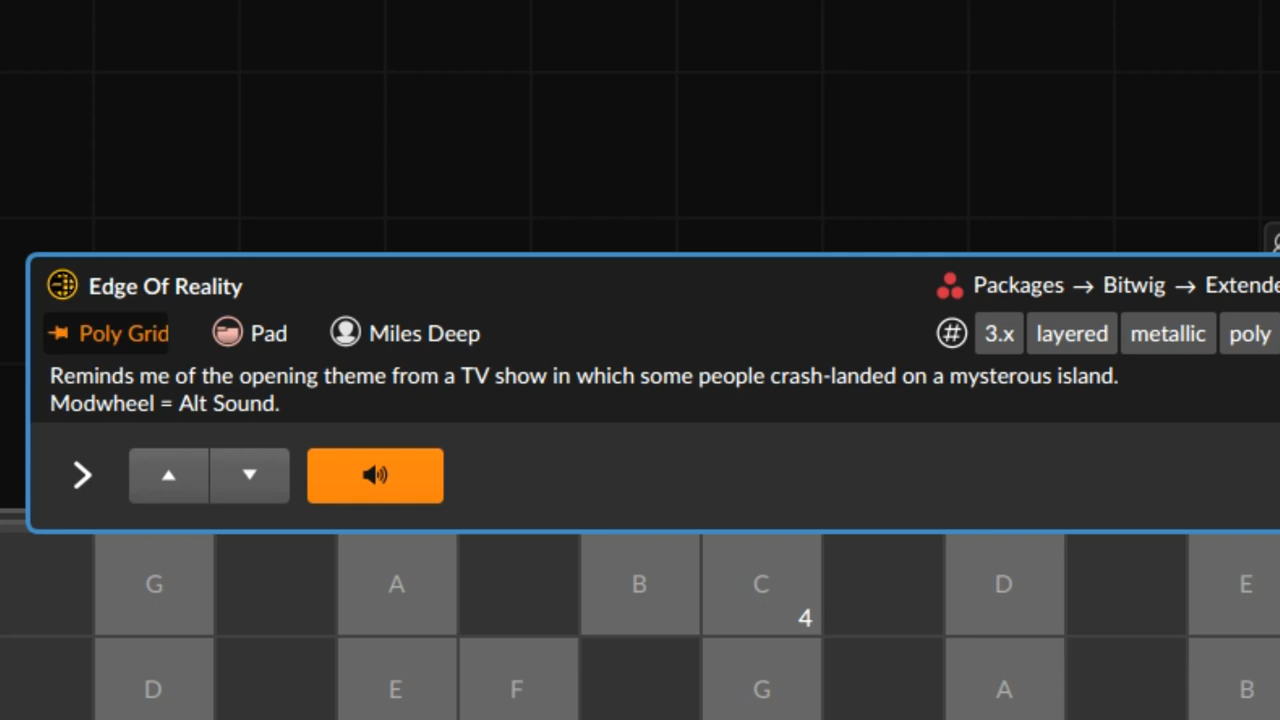 Edge Of Reality
Packages → Bitwig → Extende
Poly Grid Pad Miles Deep
# 3.x layered metallic poly
Reminds me of the opening theme from a TV show in which some people crash-landed on a mysterous island.
Modwheel = Alt Sound.
G A B C D E
4
D E F G A B